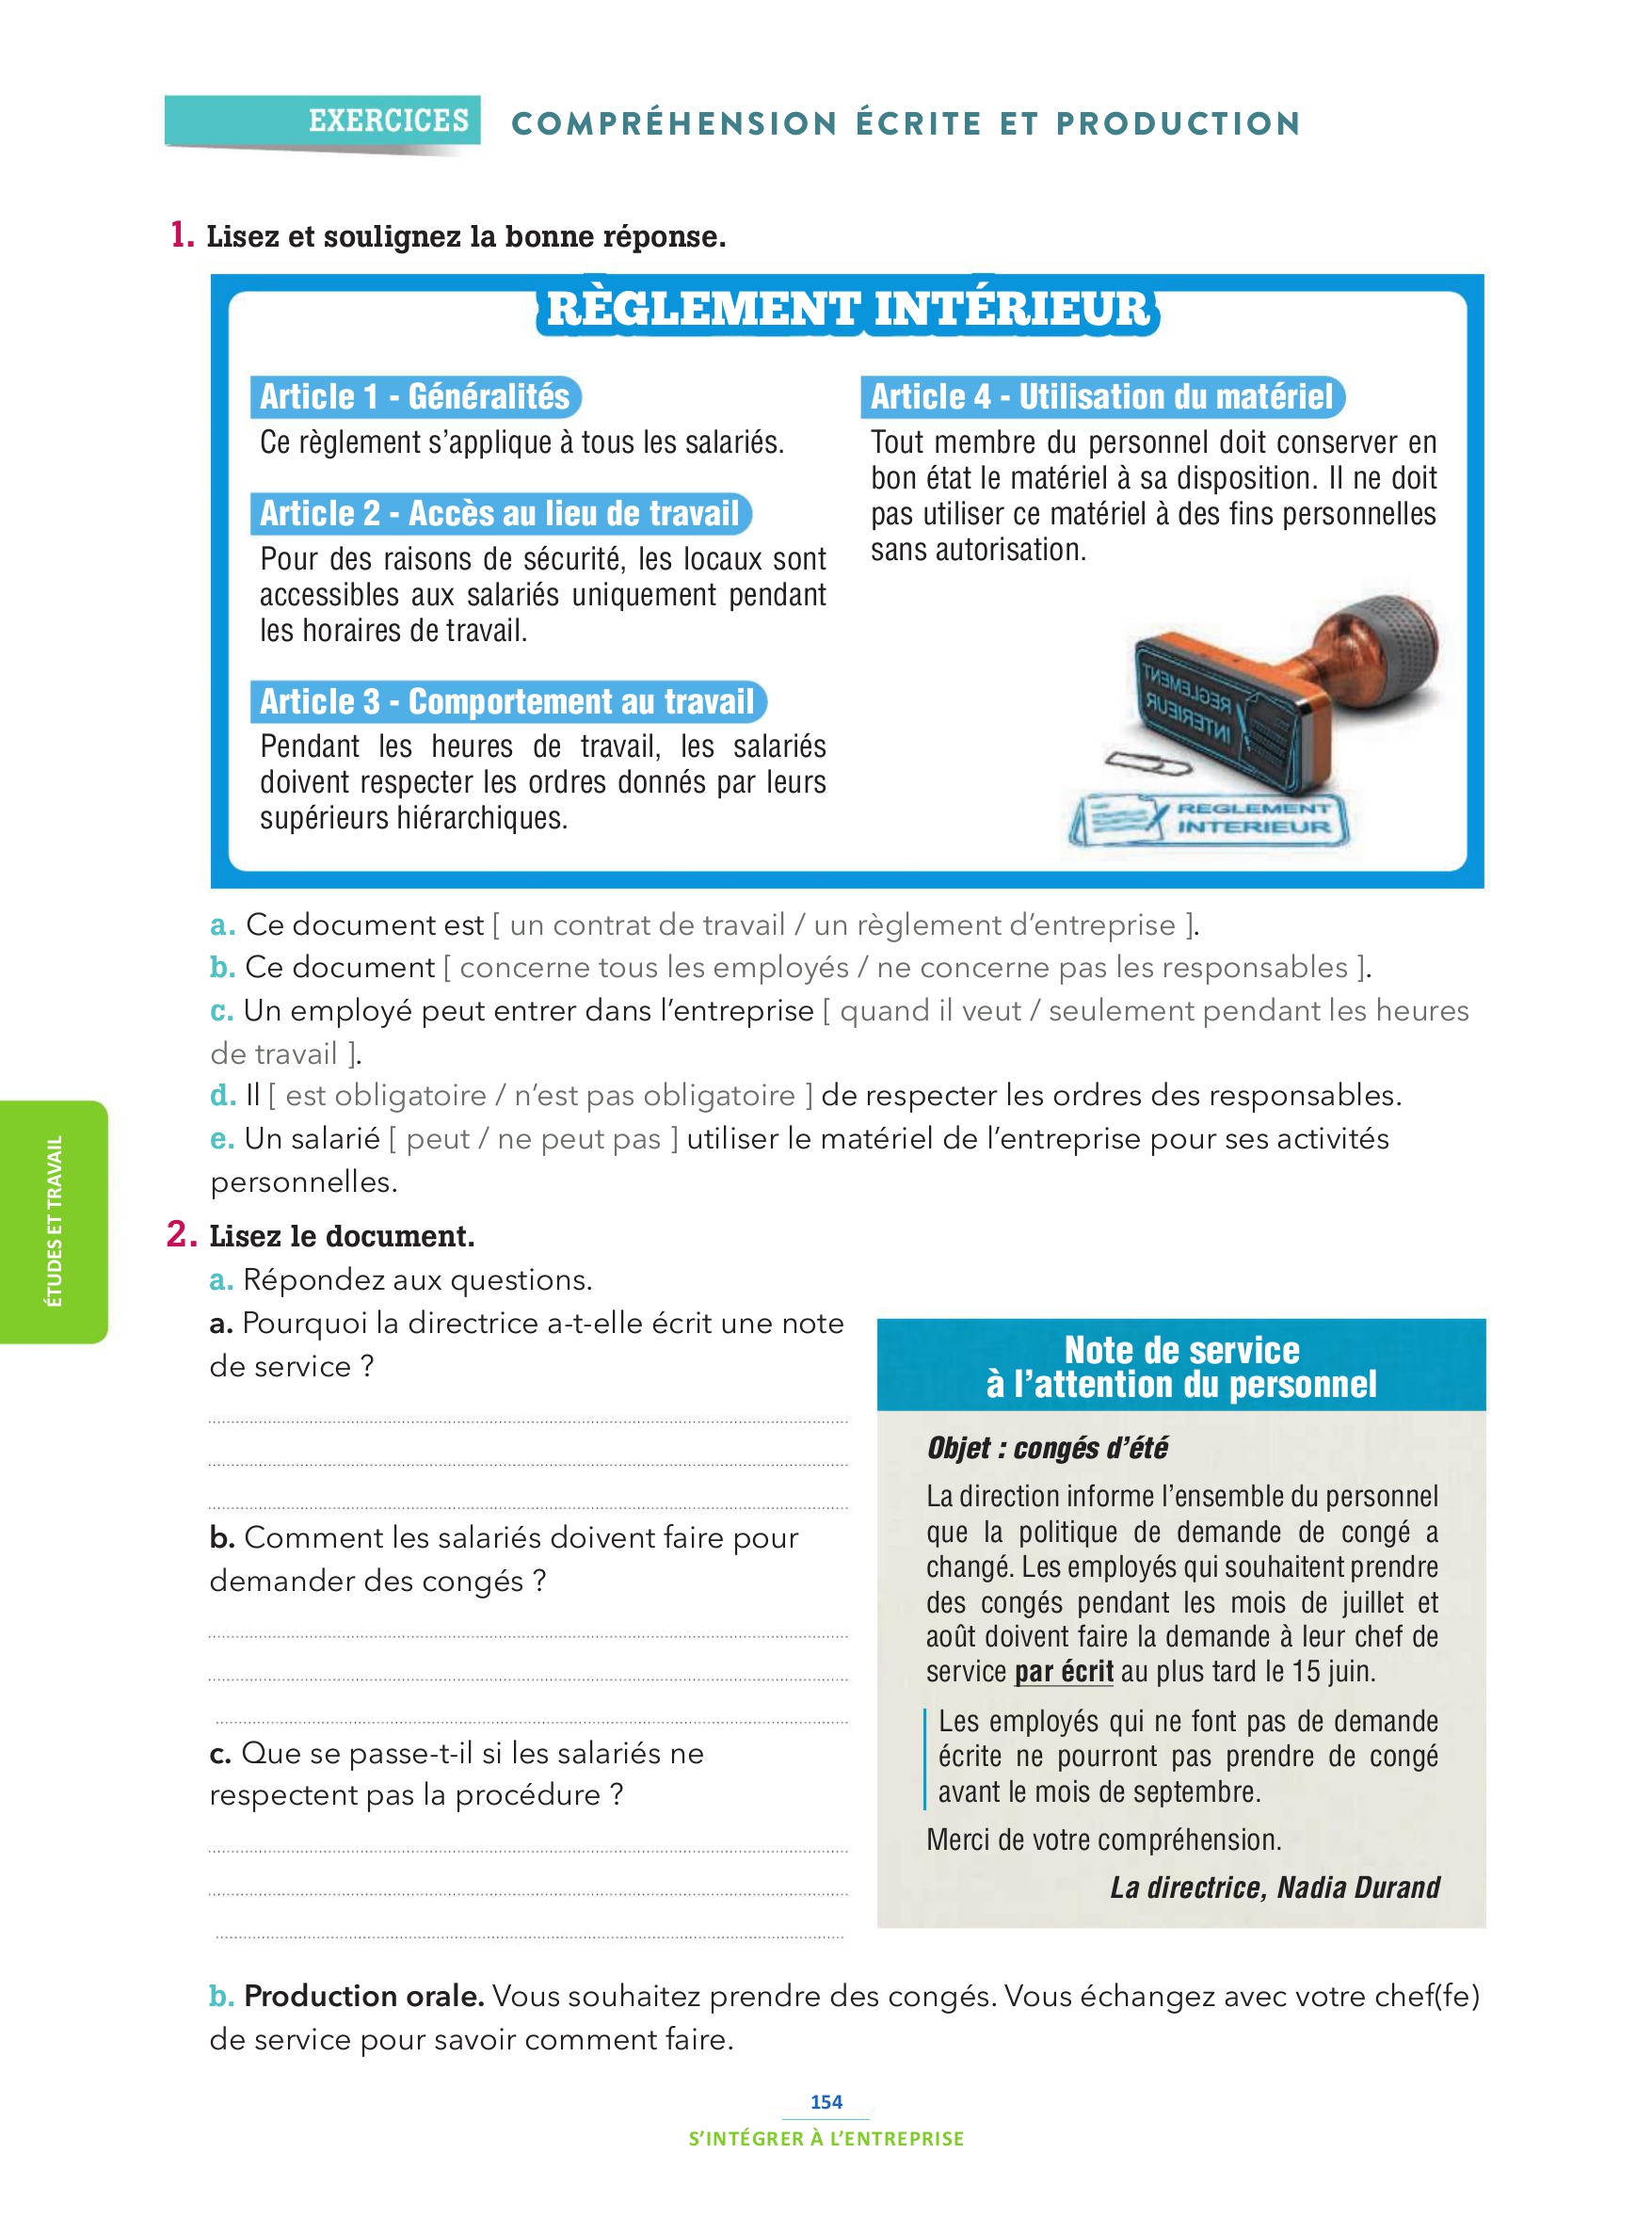 EXERCICES
COMPRÉHENSION ÉCRITE ET PRODUCTION
1. Lisez et soulignez la bonne réponse.
RÈGLEMENT INTÉRIEUR
Article 1 - Généralités
Ce règlement s’applique à tous les salariés.
Article 2 - Accès au lieu de travail
Pour des raisons de sécurité, les locaux sont
accessibles aux salariés uniquement pendant
les horaires de travail.
Article 3 - Comportement au travail
Pendant les heures de travail, les salariés
doivent respecter les ordres donnés par leurs
supérieurs hiérarchiques.
Article 4 - Utilisation du matériel
Tout membre du personnel doit conserver en
bon état le matériel à sa disposition. Il ne doit
pas utiliser ce matériel à des fins personnelles
sans autorisation.
REGLEMENT
INTERIEUR
REGLEMENT
INTERIEUR
a. Ce document est [ un contrat de travail / un règlement d’entreprise ].
b. Ce document [ concerne tous les employés / ne concerne pas les responsables ].
c. Un employé peut entrer dans l’entreprise [ quand il veut / seulement pendant les heures
de travail ].
d. Il [ est obligatoire / n’est pas obligatoire ] de respecter les ordres des responsables.
e. Un salarié [ peut / ne peut pas ] utiliser le matériel de l’entreprise pour ses activités
personnelles.
ÉTUDES ET TRAVAIL
2. Lisez le document.
a. Répondez aux questions.
a. Pourquoi la directrice a-t-elle écrit une note
de service ?
b. Comment les salariés doivent faire pour
demander des congés ?
c. Que se passe-t-il si les salariés ne
respectent pas la procédure ?
Note de service
à l’attention du personnel
Objet : congés d’été
La direction informe l’ensemble du personnel
que la politique de demande de congé a
changé. Les employés qui souhaitent prendre
des congés pendant les mois de juillet et
août doivent faire la demande à leur chef de
service par écrit au plus tard le 15 juin.
Les employés qui ne font pas de demande
écrite ne pourront pas prendre de congé
avant le mois de septembre.
Merci de votre compréhension.
La directrice, Nadia Durand
b. Production orale. Vous souhaitez prendre des congés. Vous échangez avec votre chef(fe)
de service pour savoir comment faire.
154
S’INTÉGRER À L’ENTREPRISE